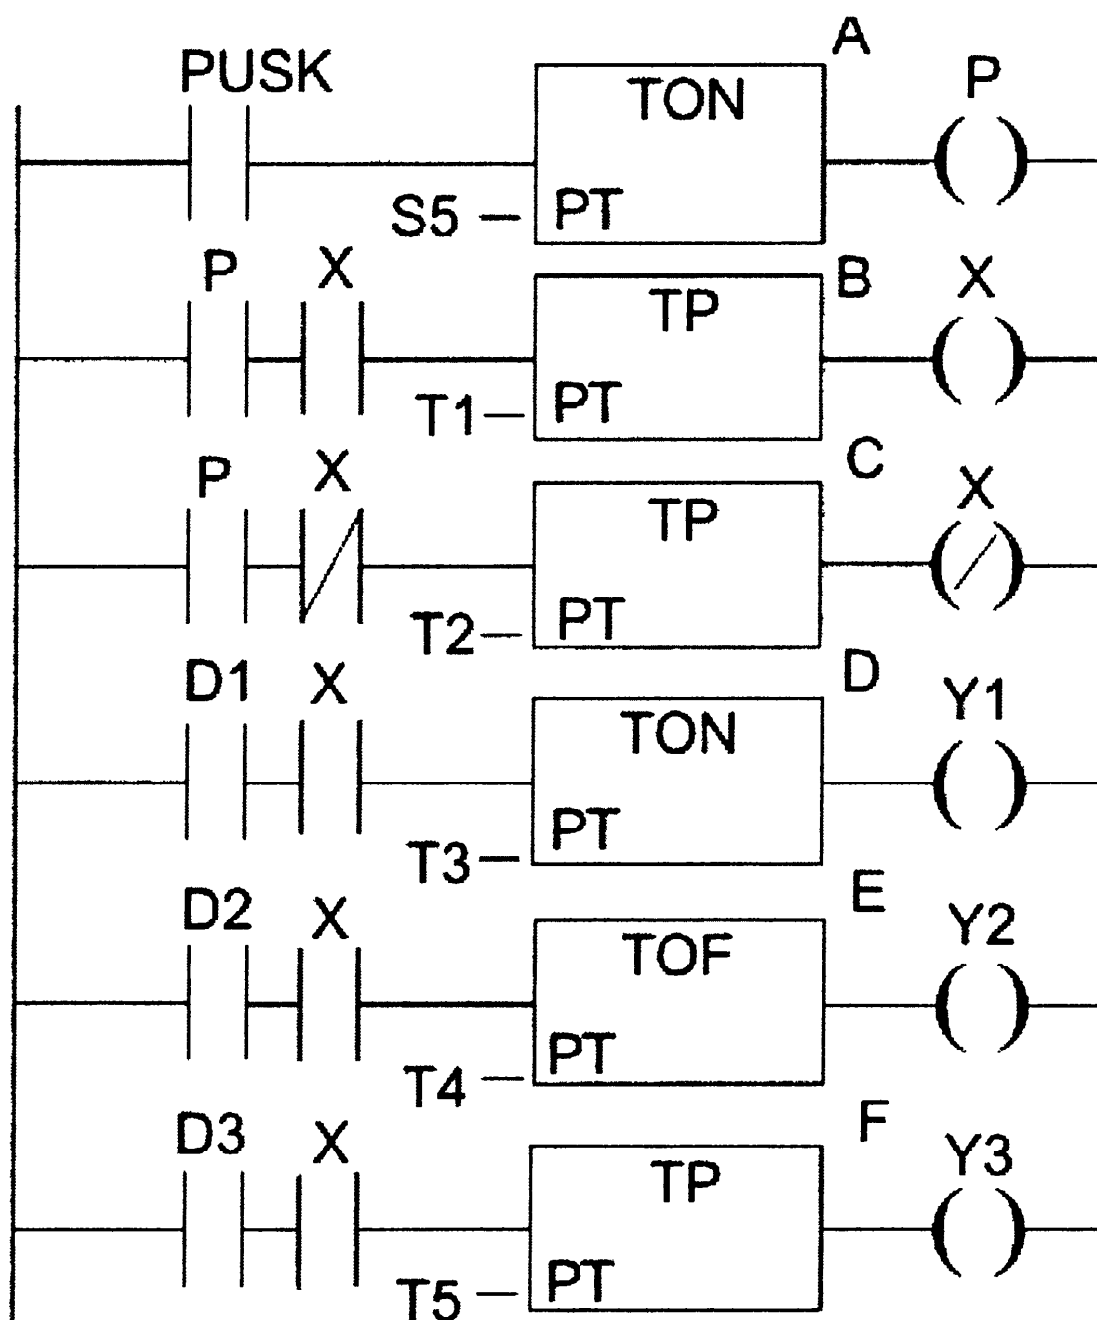 A
PUSK TON P
S5 PT
P X B X
TP
T1 PT
P X C X
TP
T2 PT
D1 X D Y1
TON
T3 PT
D2 X E Y2
TOF
T4 PT
D3 X F Y3
TP
T5 PT